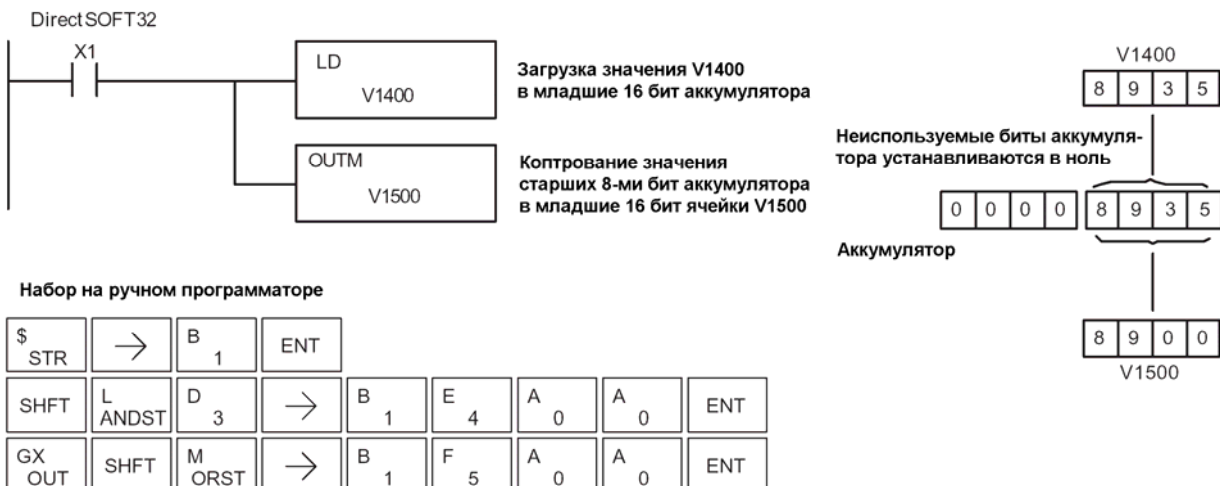 DirectSOFT32
X1
LD
V1400
Загрузка значения V1400
в младшие 16 бит аккумулятора
OUTM
V1500
Коптрование значения
старших 8-ми бит аккумулятора
в младшие 16 бит ячейки V1500
V1400
8 9 3 5
Неиспользуемые биты аккумуля-
тора устанавливаются в ноль
0 0 0 0 8 9 3 5
Аккумулятор
8 9 0 0
V1500
Набор на ручном программаторе
$ STR → B 1 ENT
SHFT L ANDST D 3 → B 1 E 4 A 0 A 0 ENT
GX OUT SHFT M ORST → B 1 F 5 A 0 A 0 ENT